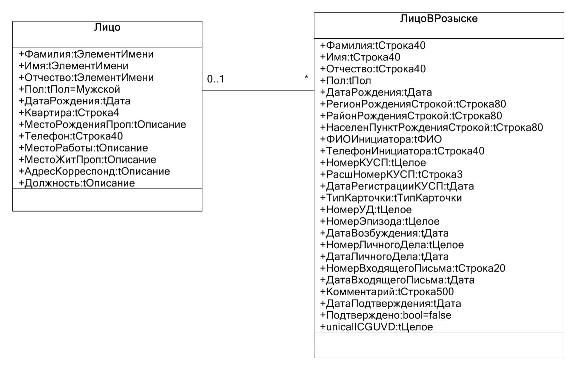 Лицо
+Фамилия:tЭлементИмени
+Имя:tЭлементИмени
+Отчество:tЭлементИмени
+Пол:tПол=Мужской
+ДатаРождения:tДата
+Квартира:tСтрока4
+МестоРожденияПроп:tОписание
+Телефон:tСтрока40
+МестоРаботы:tОписание
+МестоЖитПроп:tОписание
+АдресКорреспонд:tОписание
+Должность:tОписание
0..1
*
ЛицоВРозыске
+Фамилия:tСтрока40
+Имя:tСтрока40
+Отчество:tСтрока40
+Пол:tПол
+ДатаРождения:tДата
+РегионРожденияСтрокой:tСтрока80
+РайонРожденияСтрокой:tСтрока80
+НаселенПунктРожденияСтрокой:tСтрока80
+ФИОИнициатора:tФИО
+ТелефонИнициатора:tСтрока40
+НомерКУСП:tЦелое
+РасшНомерКУСП:tСтрока3
+ДатаРегистрацииКУСП:tДата
+ТипКарточки:tТипКарточки
+НомерУД:tЦелое
+НомерЭпизода:tЦелое
+ДатаВозбуждения:tДата
+НомерЛичногоДела:tЦелое
+ДатаЛичногоДела:tДата
+НомерВходящегоПисьма:tСтрока20
+ДатаВходящегоПисьма:tДата
+Комментарий:tСтрока500
+ДатаПодтверждения:tДата
+Подтверждено:bool=false
+unicalICGUVD:tЦелое